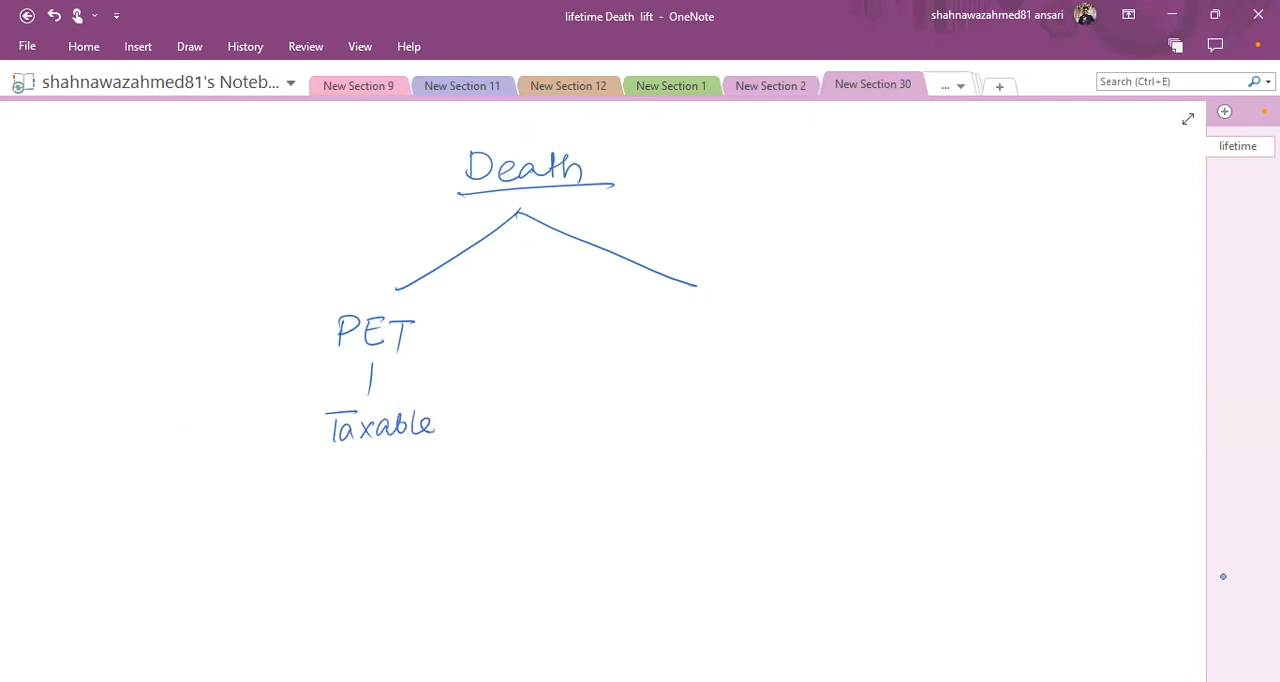 lifetime Death lift - OneNote
shahnawazahmed81 ansari
File Home Insert Draw History Review View Help
shahnawazahmed81's Noteb...
New Section 9
New Section 11
New Section 12
New Section 1
New Section 2
New Section 30
...
Search (Ctrl+E)
lifetime
Death
PET
Taxable